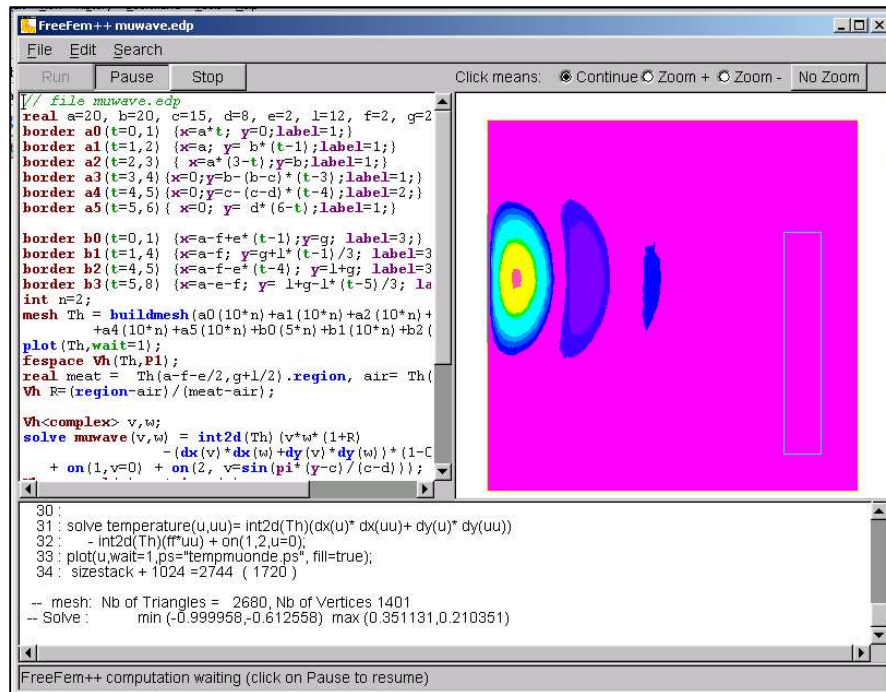 FreeFem++ muwave.edp
File Edit Search
Run Pause Stop Click means: Continue Zoom + Zoom - No Zoom
// file muwave.edp
real a=20, b=20, c=15, d=8, e=2, l=12, f=2, g=2
border a0(t=0,1) {x=a*t; y=0;label=1;}
border a1(t=1,2) {x=a; y= b*(t-1);label=1;}
border a2(t=2,3) { x=a*(3-t);y=b;label=1;}
border a3(t=3,4){x=0;y=b-(b-c)*(t-3);label=1;}
border a4(t=4,5){x=0;y=c-(c-d)*(t-4);label=2;}
border a5(t=5,6){ x=0; y= d*(6-t);label=1;}
border b0(t=0,1) {x=a-f+e*(t-1);y=g; label=3;}
border b1(t=1,4) {x=a-f; y=g+l*(t-1)/3; label=3
border b2(t=4,5) {x=a-f-e*(t-4); y=l+g; label=3
border b3(t=5,8) {x=a-e-f; y= l+g-l*(t-5)/3; la
int n=2;
mesh Th = buildmesh(a0(10*n)+a1(10*n)+a2(10*n)+
+a4(10*n)+a5(10*n)+b0(5*n)+b1(10*n)+b2(
plot(Th,wait=1);
fespace Vh(Th,P1);
real meat = Th(a-f-e/2,g+l/2).region, air= Th(
Vh R=(region-air)/(meat-air);
Vh<complex> v,w;
solve muwave(v,w) = int2d(Th)(v*w*(1+R)
-(dx(v)*dx(w)+dy(v)*dy(w))*(1-0
+ on(1,v=0) + on(2, v=sin(pi*(y-c)/(c-d)));
30 :
31 : solve temperature(u,uu)= int2d(Th)(dx(u)* dx(uu)+ dy(u)* dy(uu))
32 : - int2d(Th)(ff*uu) + on(1,2,u=0);
33 : plot(u,wait=1,ps="tempmuonde.ps", fill=true);
34 : sizestack + 1024 =2744 ( 1720 )
-- mesh: Nb of Triangles = 2680, Nb of Vertices 1401
-- Solve : min (-0.999958,-0.612558) max (0.351131,0.210351)
FreeFem++ computation waiting (click on Pause to resume)